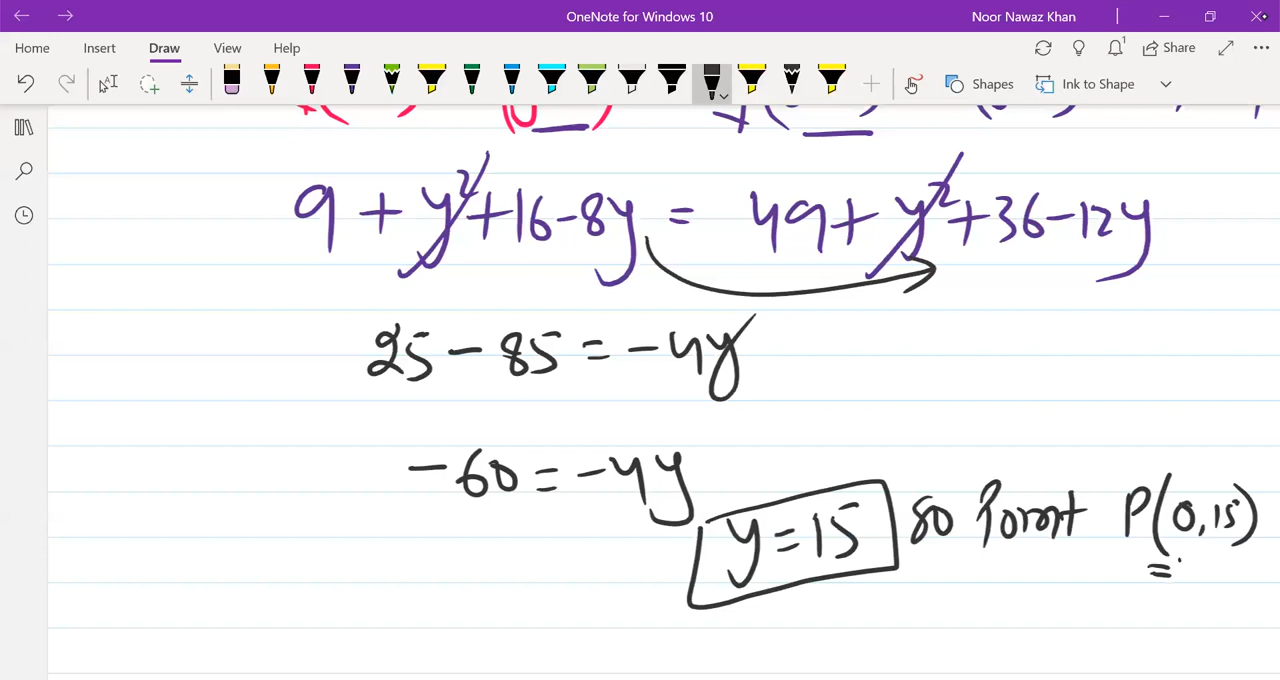 OneNote for Windows 10 Noor Nawaz Khan
Home Insert Draw View Help 1 Share
Shapes Ink to Shape
9 + y²+16-8y = 49+y²+36-12y
25 - 85 = -4y
-60 = -4y
y = 15 so Point P(0,15)